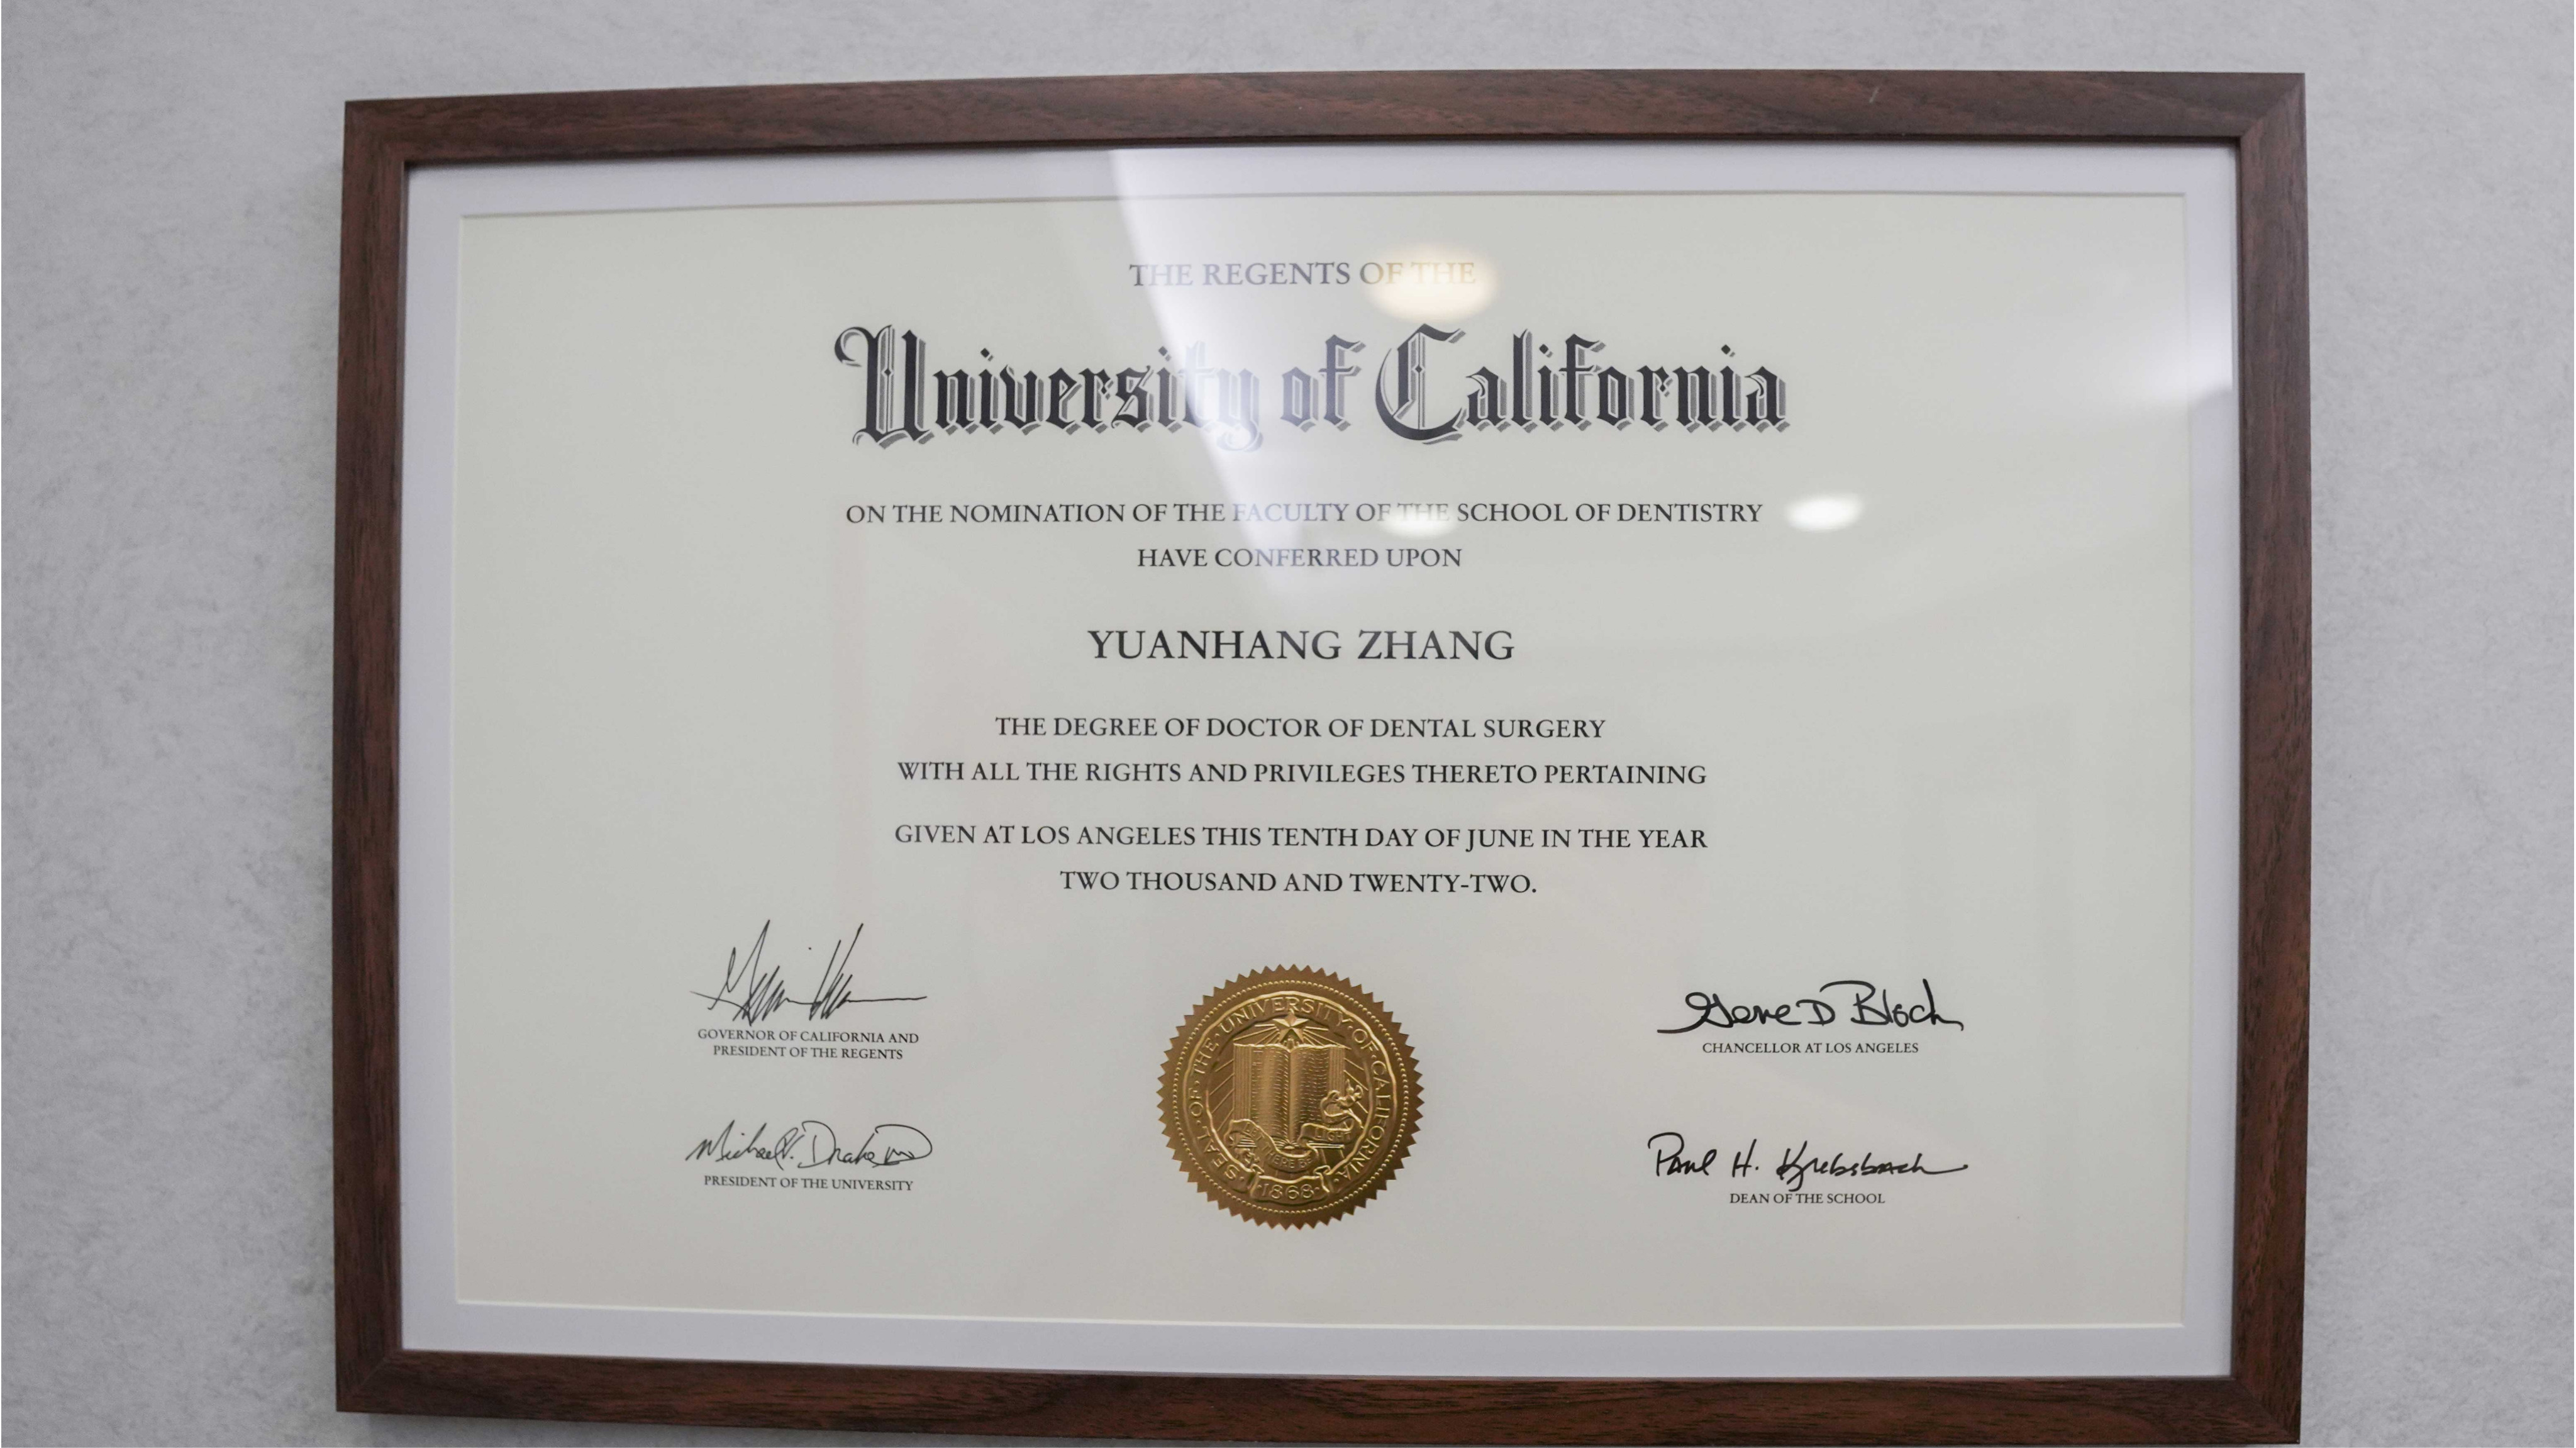 THE REGENTS OF THE
University of California
ON THE NOMINATION OF THE FACULTY OF THE SCHOOL OF DENTISTRY
HAVE CONFERRED UPON
YUANHANG ZHANG
THE DEGREE OF DOCTOR OF DENTAL SURGERY
WITH ALL THE RIGHTS AND PRIVILEGES THERETO PERTAINING
GIVEN AT LOS ANGELES THIS TENTH DAY OF JUNE IN THE YEAR
TWO THOUSAND AND TWENTY-TWO.
GOVERNOR OF CALIFORNIA AND
PRESIDENT OF THE REGENTS
Michael V. Drake MD
PRESIDENT OF THE UNIVERSITY
SEAL OF THE UNIVERSITY OF CALIFORNIA
1868
Gene D Block
CHANCELLOR AT LOS ANGELES
Paul H. Krebsbach
DEAN OF THE SCHOOL